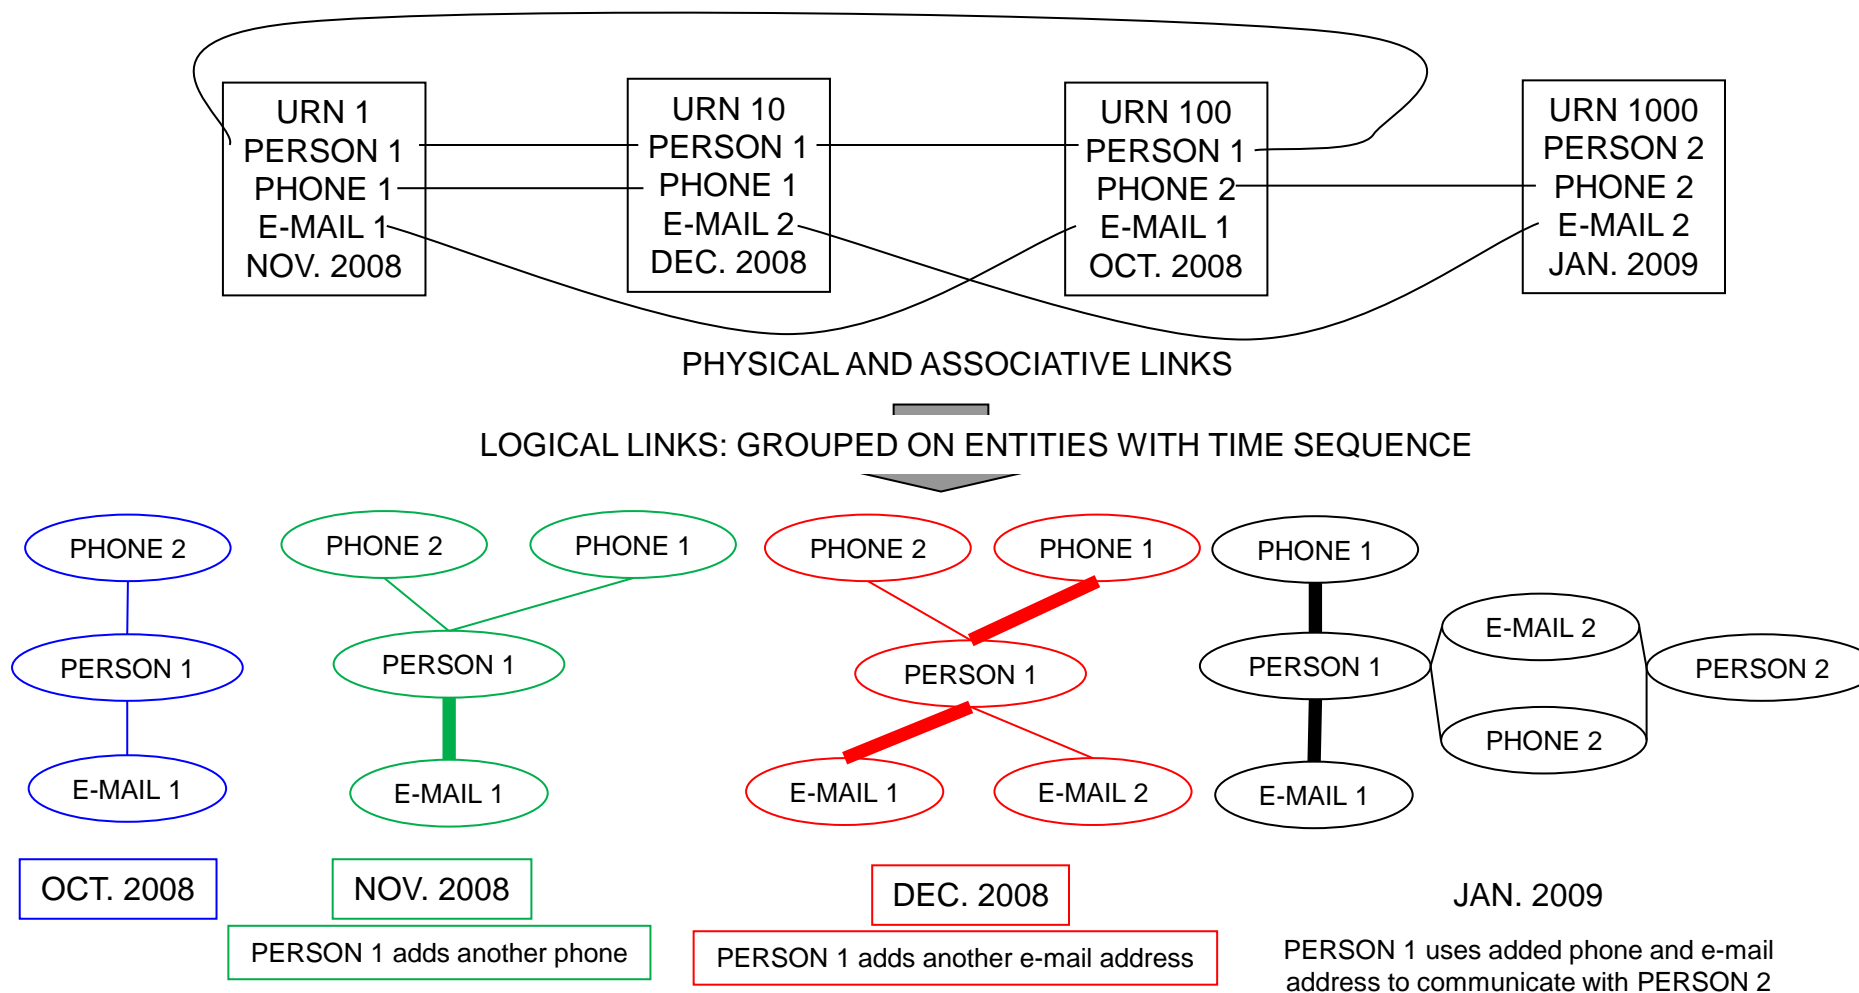 URN 1
PERSON 1
PHONE 1
E-MAIL 1
NOV. 2008
URN 10
PERSON 1
PHONE 1
E-MAIL 2
DEC. 2008
URN 100
PERSON 1
PHONE 2
E-MAIL 1
OCT. 2008
URN 1000
PERSON 2
PHONE 2
E-MAIL 2
JAN. 2009
PHYSICAL AND ASSOCIATIVE LINKS
LOGICAL LINKS: GROUPED ON ENTITIES WITH TIME SEQUENCE
PHONE 2
PERSON 1
E-MAIL 1
OCT. 2008
PHONE 2
PHONE 1
PERSON 1
E-MAIL 1
NOV. 2008
PERSON 1 adds another phone
PHONE 2
PHONE 1
PERSON 1
E-MAIL 1
E-MAIL 2
DEC. 2008
PERSON 1 adds another e-mail address
PHONE 1
PERSON 1
E-MAIL 1
E-MAIL 2
PHONE 2
PERSON 2
JAN. 2009
PERSON 1 uses added phone and e-mail
address to communicate with PERSON 2